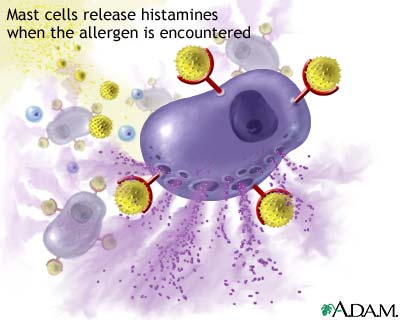 Mast cells release histamines
when the allergen is encountered
A.D.A.M.